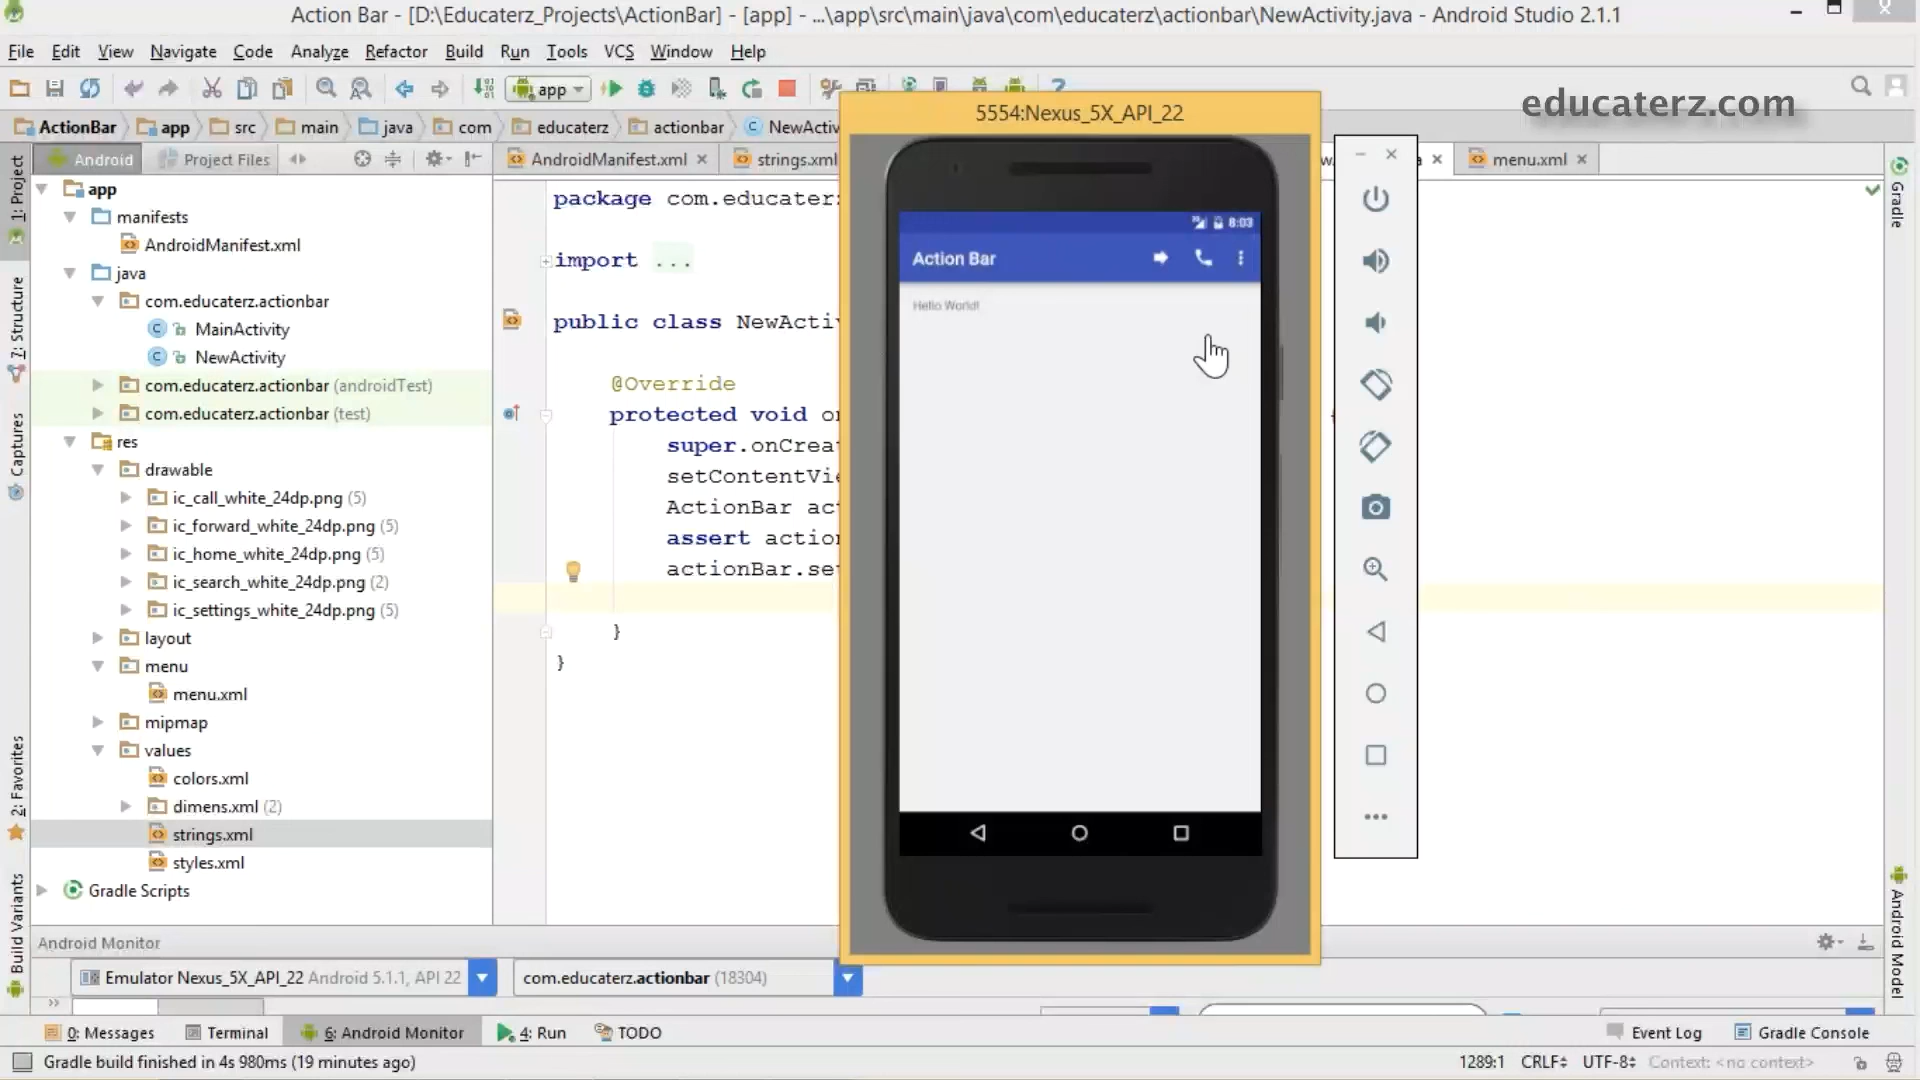 Action Bar - [D:\Educaterz_Projects\ActionBar] - [app] - ...\app\src\main\java\com\educaterz\actionbar\NewActivity.java - Android Studio 2.1.1
File Edit View Navigate Code Analyze Refactor Build Run Tools VCS Window Help
app
educaterz.com
ActionBar app src main java com educaterz actionbar NewActiv
5554:Nexus_5X_API_22
Android Project Files
AndroidManifest.xml strings.xml menu.xml
1: Project
7: Structure
Captures
2: Favorites
Build Variants
app
manifests
AndroidManifest.xml
java
com.educaterz.actionbar
MainActivity
NewActivity
com.educaterz.actionbar (androidTest)
com.educaterz.actionbar (test)
res
drawable
ic_call_white_24dp.png (5)
ic_forward_white_24dp.png (5)
ic_home_white_24dp.png (5)
ic_search_white_24dp.png (2)
ic_settings_white_24dp.png (5)
layout
menu
menu.xml
mipmap
values
colors.xml
dimens.xml (2)
strings.xml
styles.xml
Gradle Scripts
package com.educater
import ...
public class NewActiv
@Override
protected void on
super.onCreat
setContentVie
ActionBar act
assert action
actionBar.set
}
}
8:03
Action Bar
Hello World!
Gradle
Android Model
Android Monitor
Emulator Nexus_5X_API_22 Android 5.1.1, API 22
com.educaterz.actionbar (18304)
0: Messages Terminal 6: Android Monitor 4: Run TODO Event Log Gradle Console
Gradle build finished in 4s 980ms (19 minutes ago) 1289:1 CRLF UTF-8 Context: <no context>